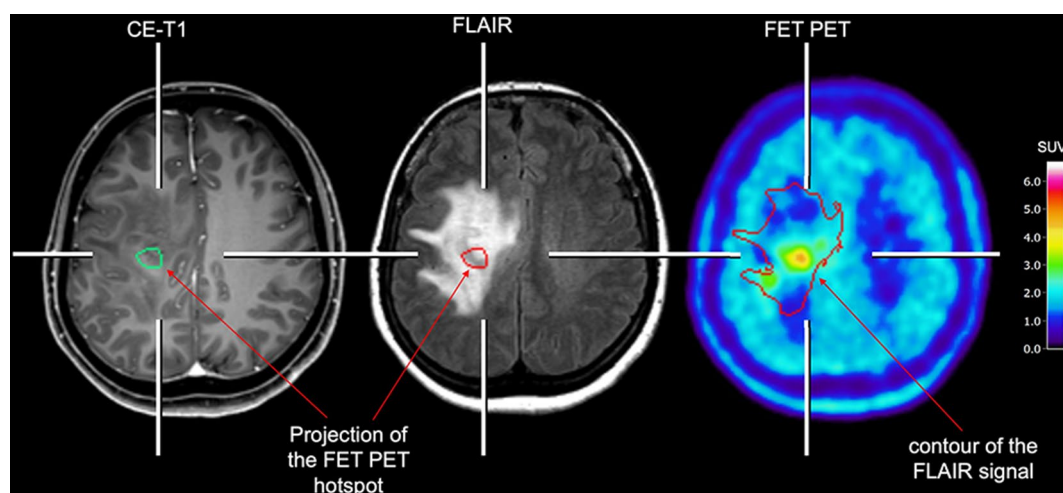 CE-T1
FLAIR
FET PET
SUV
6.0
5.0
4.0
3.0
2.0
1.0
0.0
Projection of
the FET PET
hotspot
contour of the
FLAIR signal